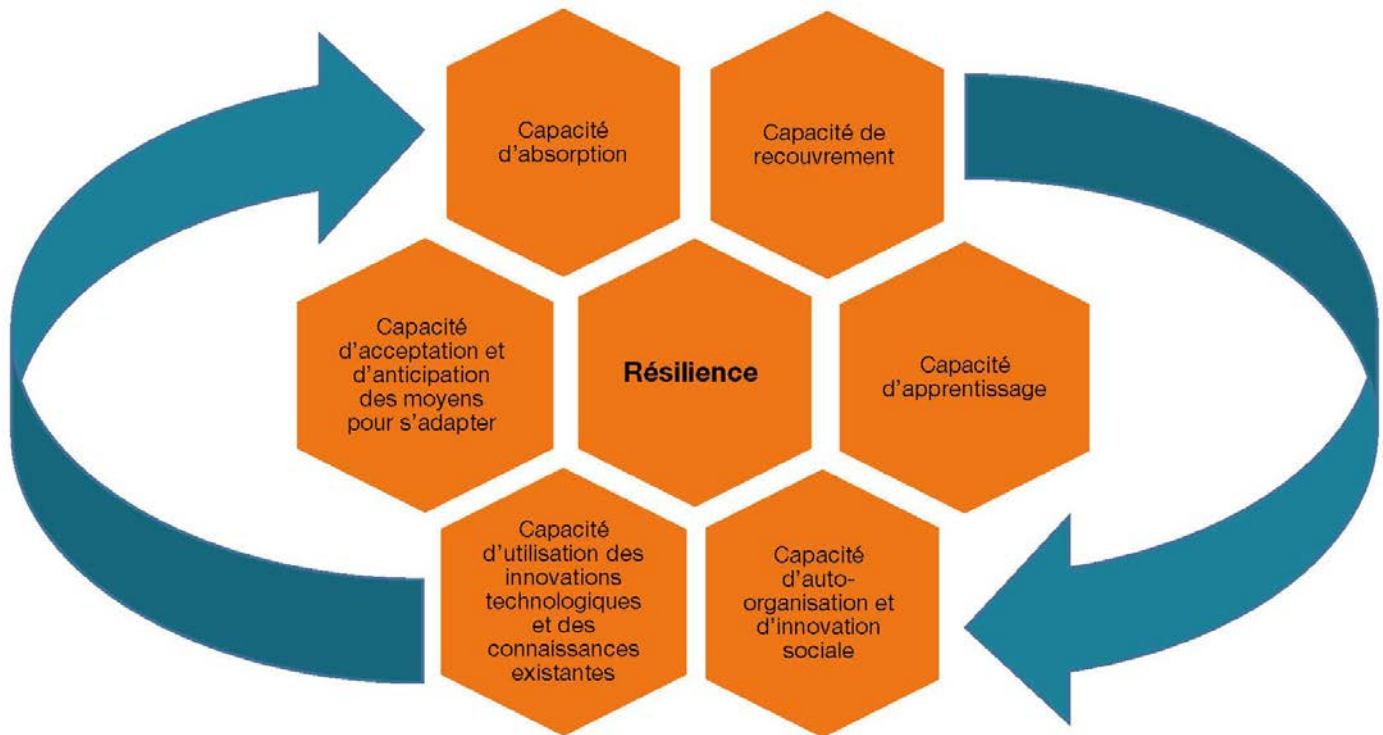 Capacité
d'absorption
Capacité de
recouvrement
Capacité
d'acceptation et
d'anticipation
des moyens
pour s'adapter
Résilience
Capacité
d'apprentissage
Capacité
d'utilisation des
innovations
technologiques
et des
connaissances
existantes
Capacité
d'auto-
organisation et
d'innovation
sociale